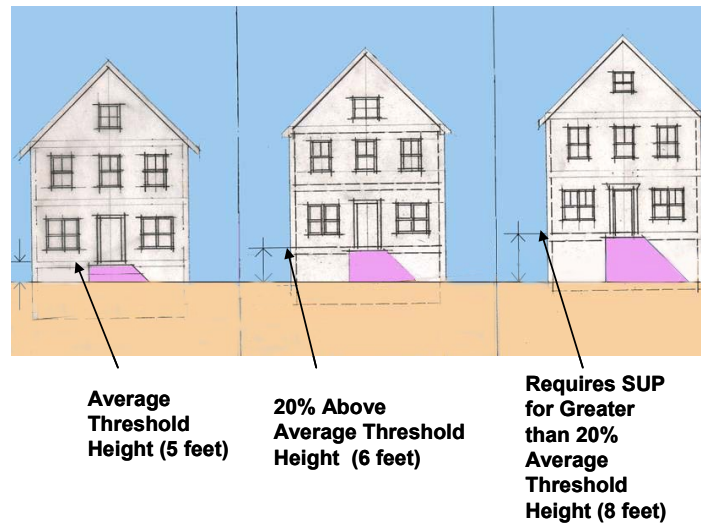 Average
Threshold
Height (5 feet)
20% Above
Average Threshold
Height (6 feet)
Requires SUP
for Greater
than 20%
Average
Threshold
Height (8 feet)